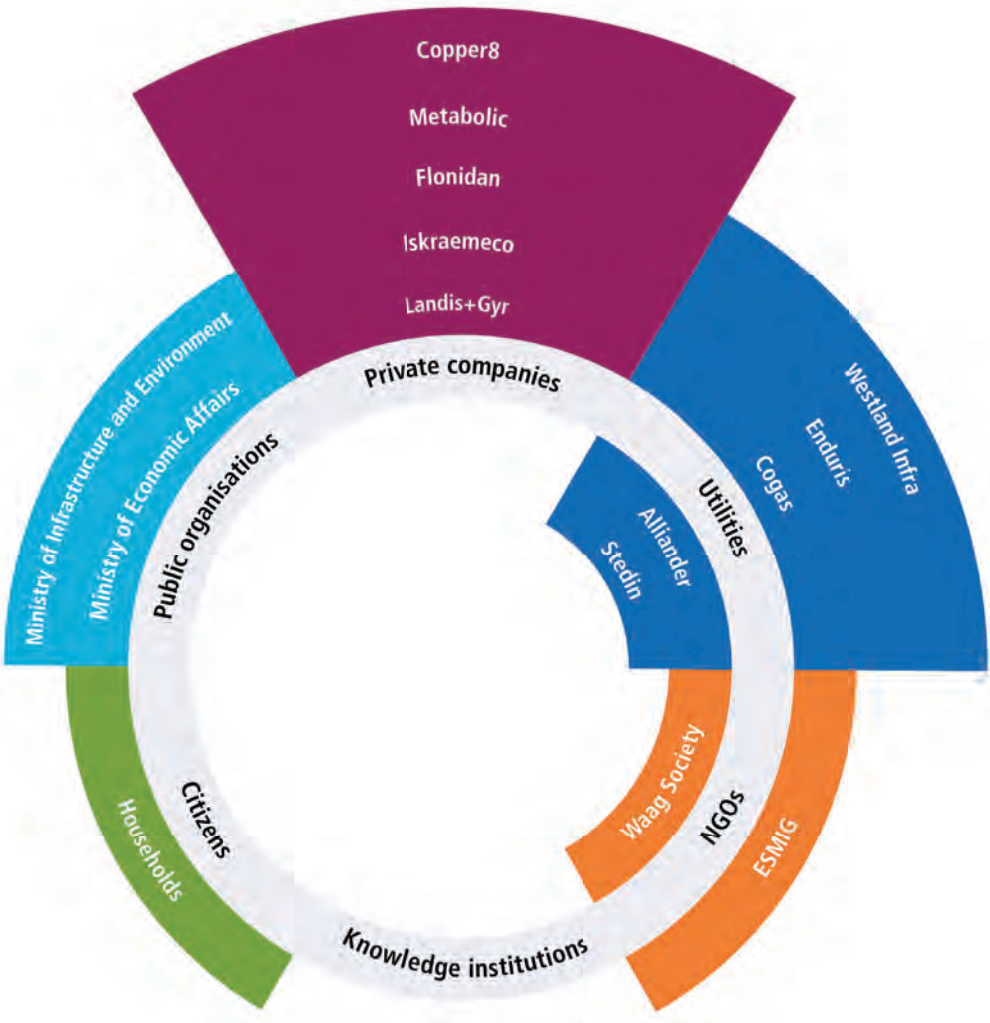 Copper8
Metabolic
Flonidan
Iskraemeco
Landis+Gyr
Private companies
Westland Infra
Enduris
Cogas
Utilities
Alliander
Stedin
Ministry of Infrastructure and Environment
Ministry of Economic Affairs
Public organisations
Waag Society
NGOs
ESMIG
Citizens
Households
Knowledge institutions